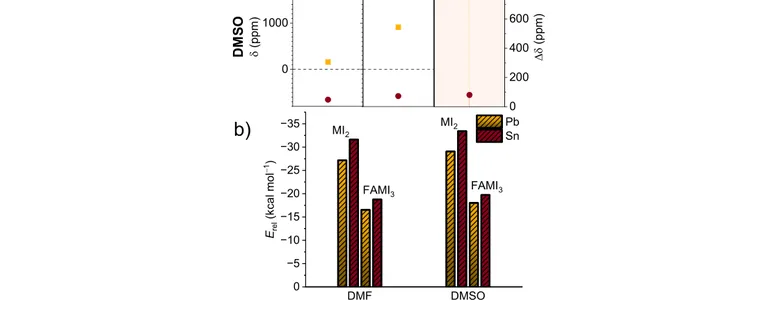 DMSO
δ (ppm)
1000
0
600
400
200
0
Δδ (ppm)
b)
Erel (kcal mol⁻¹)
−35
−30
−25
−20
−15
−10
−5
0
MI2
FAMI3
MI2
FAMI3
Pb
Sn
DMF DMSO